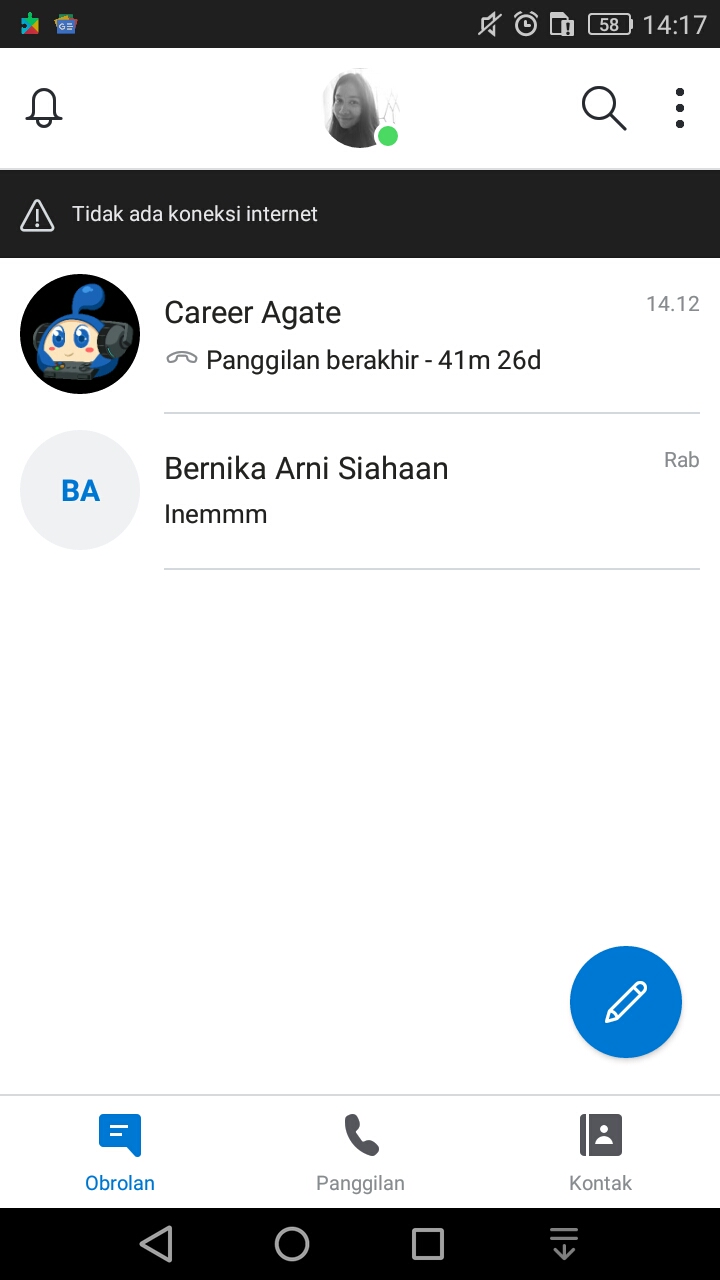 58 14:17
Tidak ada koneksi internet
Career Agate 14.12
Panggilan berakhir - 41m 26d
BA Bernika Arni Siahaan Rab
Inemmm
Obrolan Panggilan Kontak